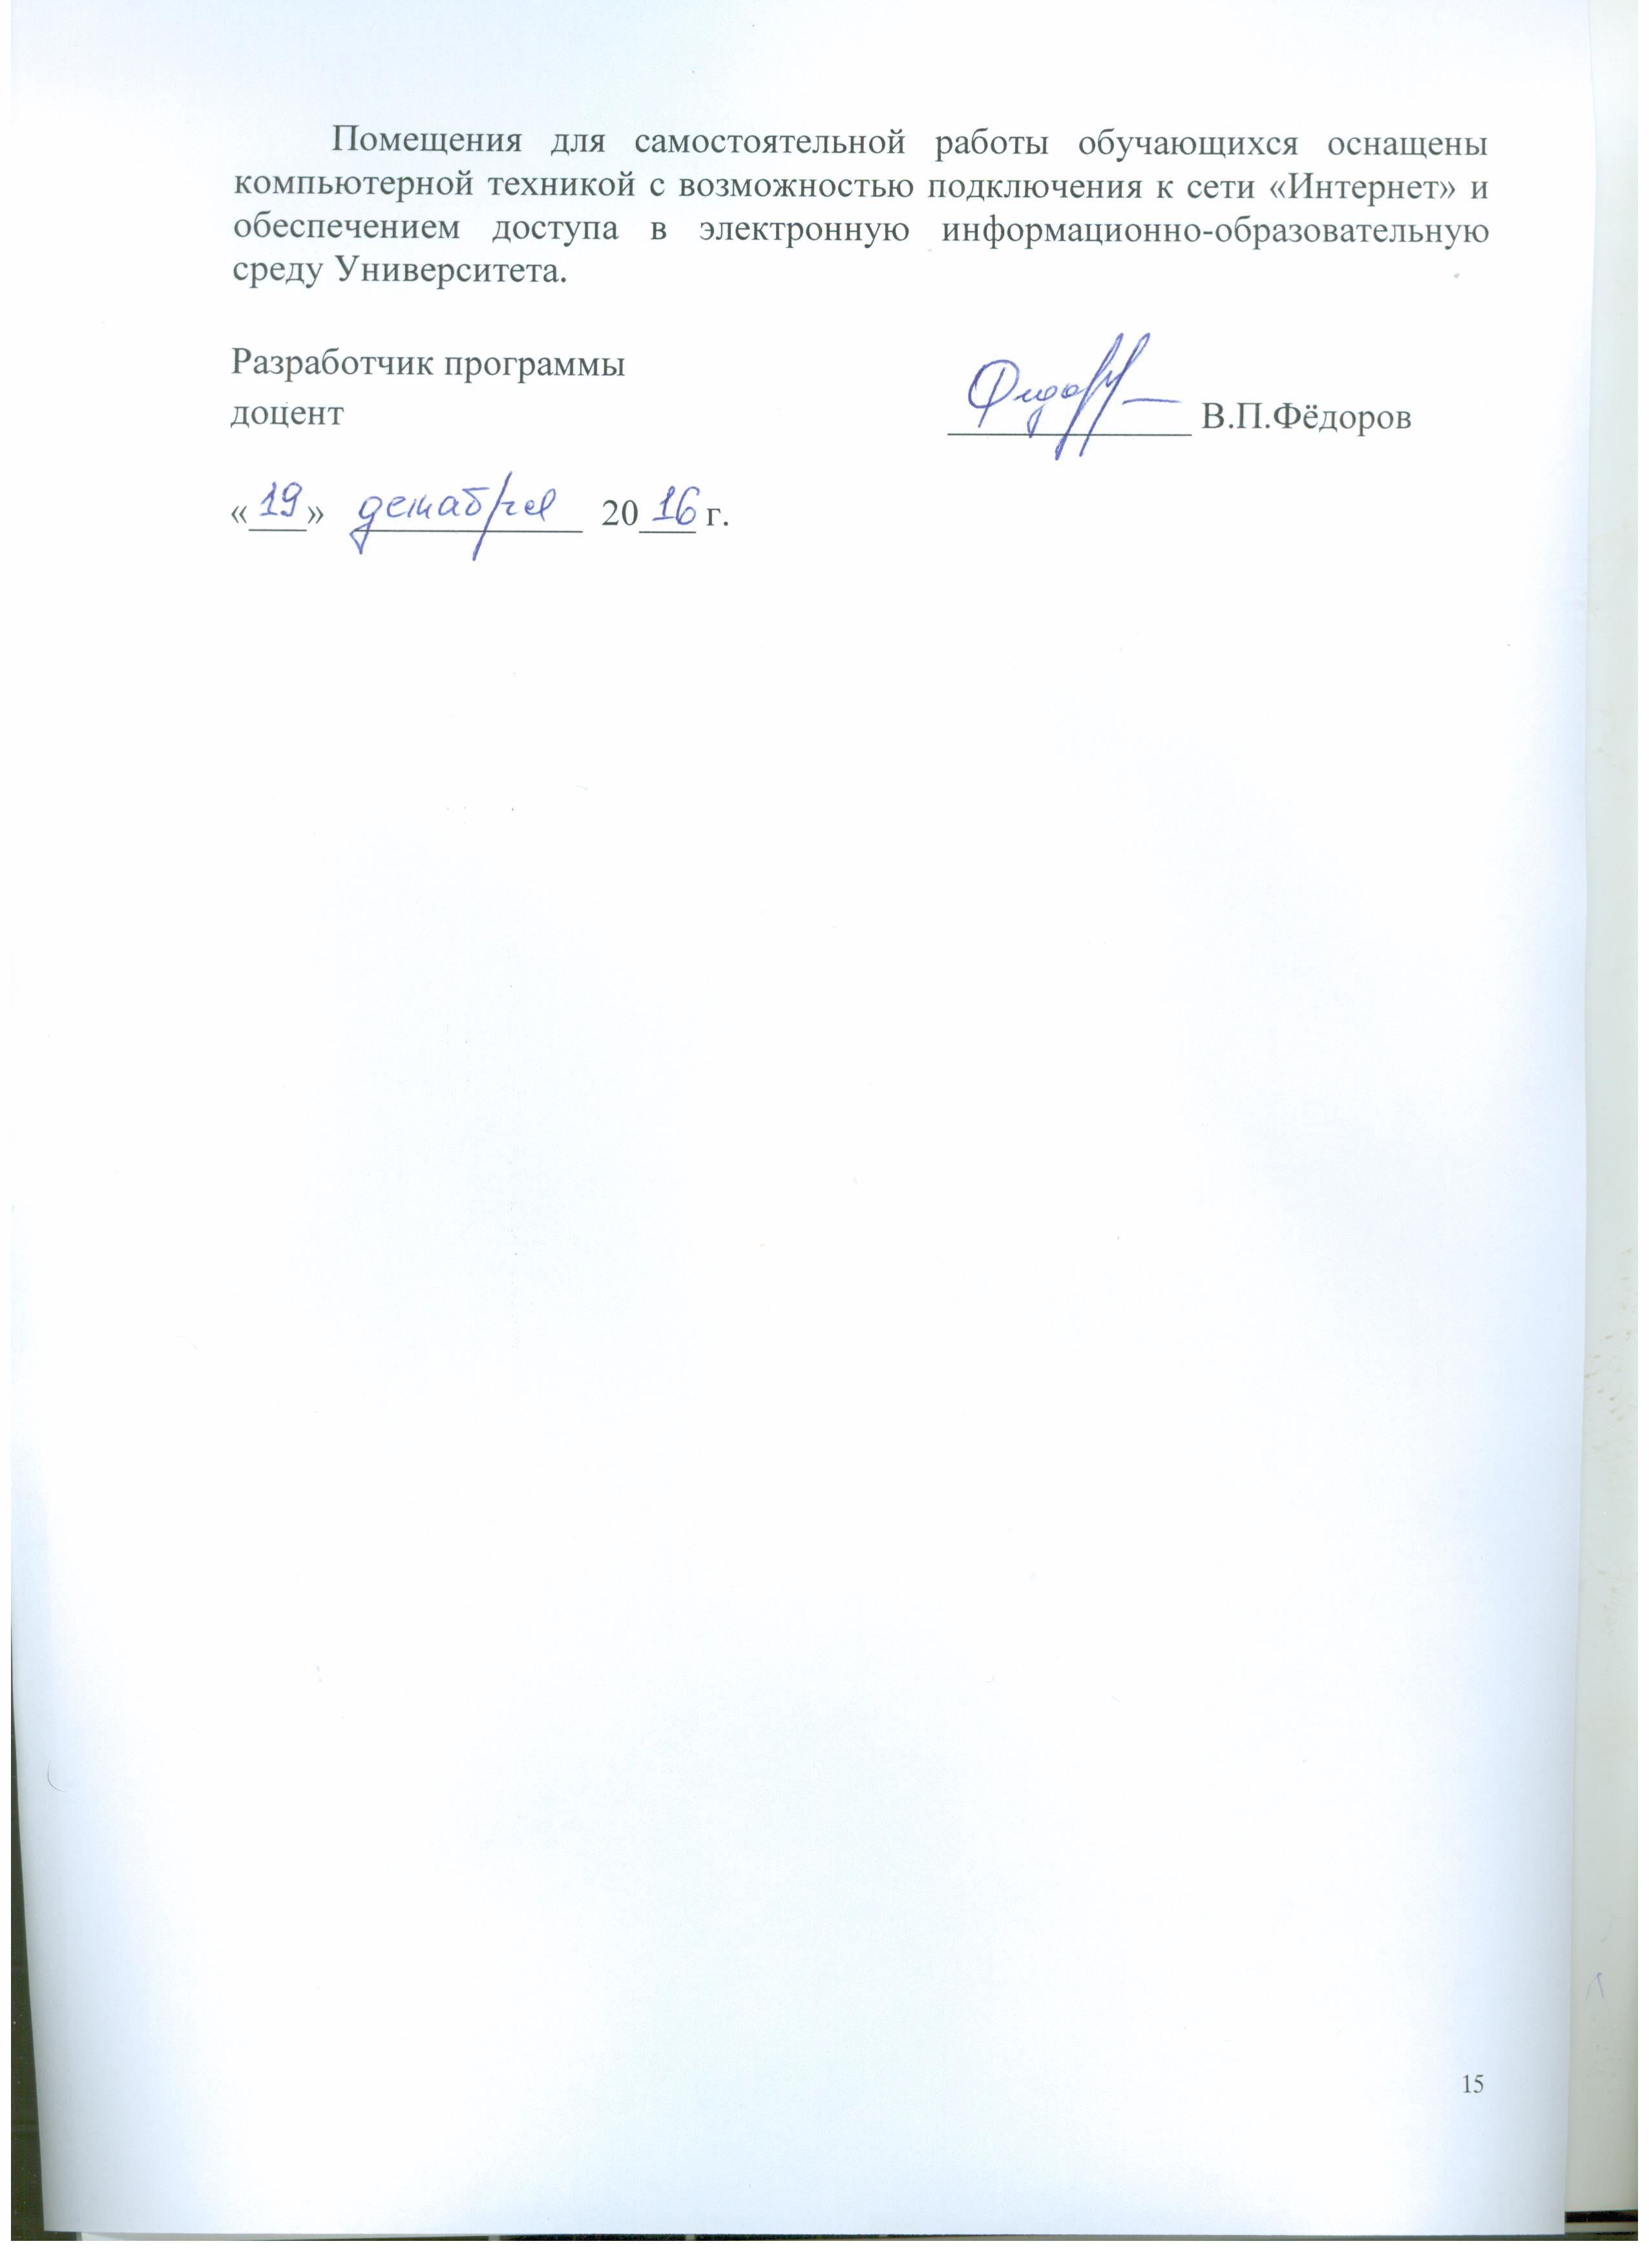 Помещения для самостоятельной работы обучающихся оснащены
компьютерной техникой с возможностью подключения к сети «Интернет» и
обеспечением доступа в электронную информационно-образовательную
среду Университета.
Разработчик программы
доцент В.П.Фёдоров
«19» декабря 2016 г.
15